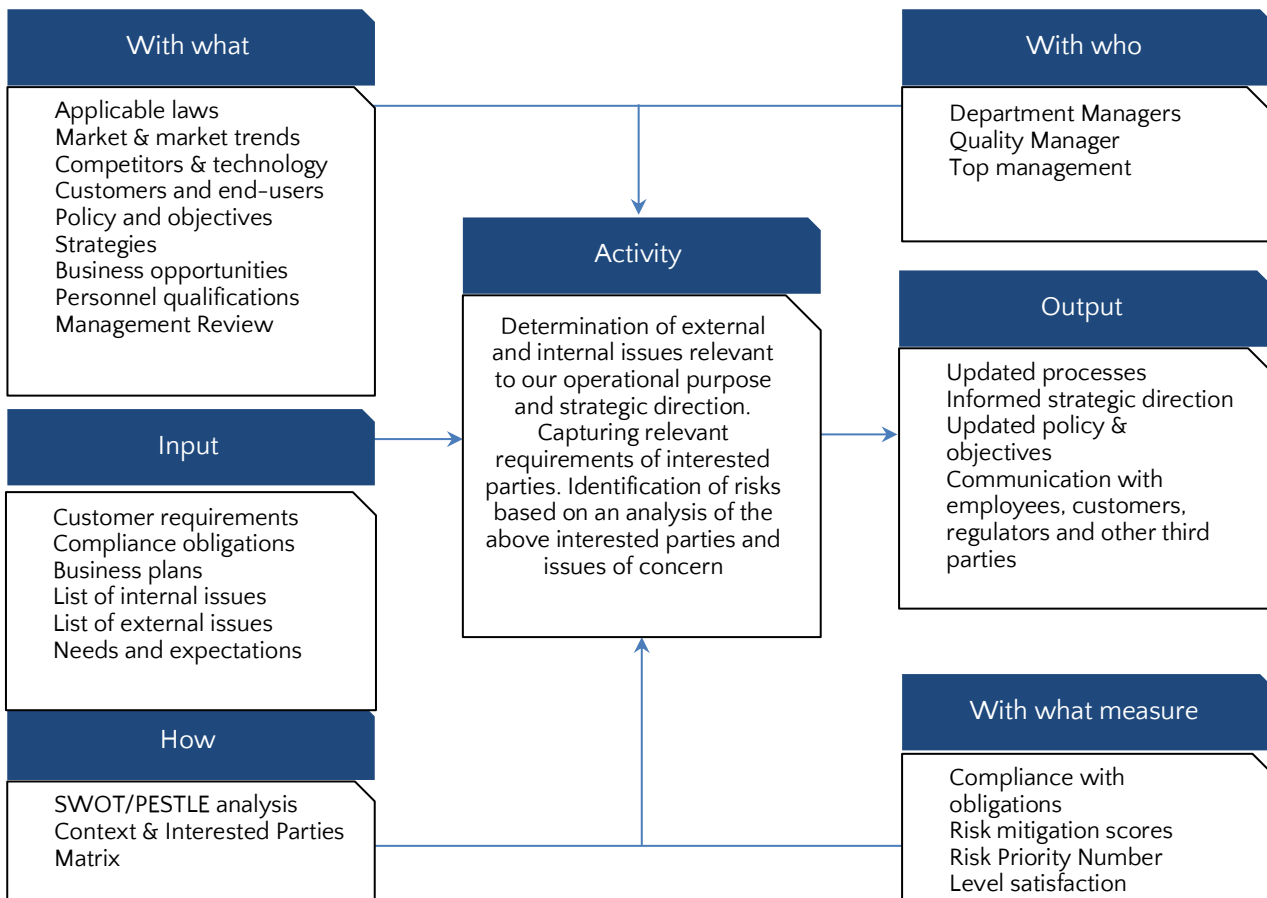 With what
Applicable laws
Market & market trends
Competitors & technology
Customers and end-users
Policy and objectives
Strategies
Business opportunities
Personnel qualifications
Management Review
Input
Customer requirements
Compliance obligations
Business plans
List of internal issues
List of external issues
Needs and expectations
How
SWOT/PESTLE analysis
Context & Interested Parties
Matrix
Activity
Determination of external
and internal issues relevant
to our operational purpose
and strategic direction.
Capturing relevant
requirements of interested
parties. Identification of risks
based on an analysis of the
above interested parties and
issues of concern
With who
Department Managers
Quality Manager
Top management
Output
Updated processes
Informed strategic direction
Updated policy &
objectives
Communication with
employees, customers,
regulators and other third
parties
With what measure
Compliance with
obligations
Risk mitigation scores
Risk Priority Number
Level satisfaction